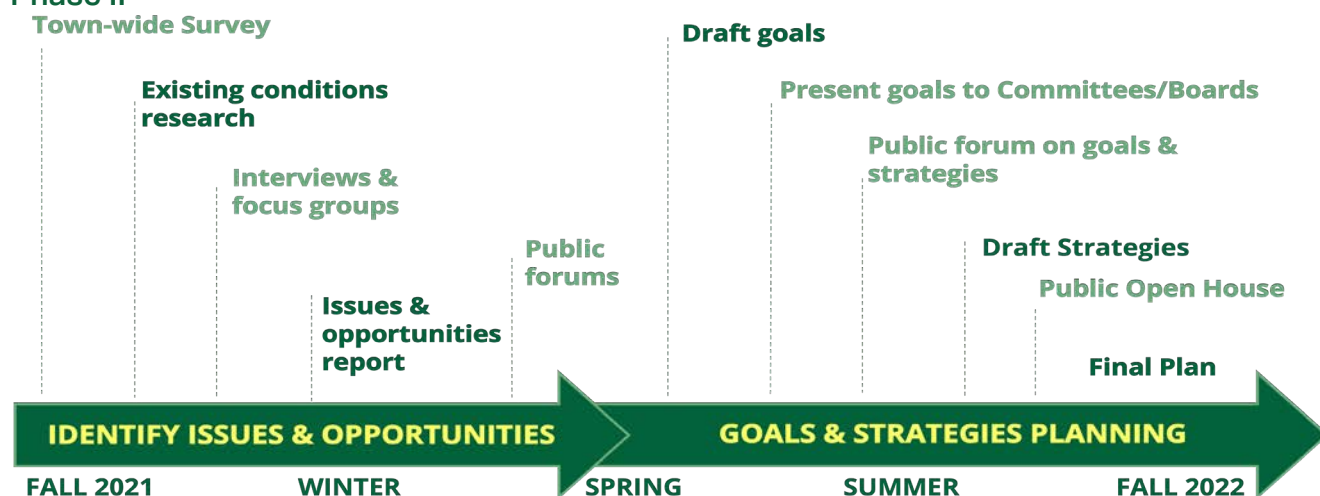 Phase II
Town-wide Survey
Draft goals
Existing conditions
research
Present goals to Committees/Boards
Public forum on goals &
strategies
Interviews &
focus groups
Public
forums
Draft Strategies
Public Open House
Issues &
opportunities
report
Final Plan
IDENTIFY ISSUES & OPPORTUNITIES
GOALS & STRATEGIES PLANNING
FALL 2021
WINTER
SPRING
SUMMER
FALL 2022